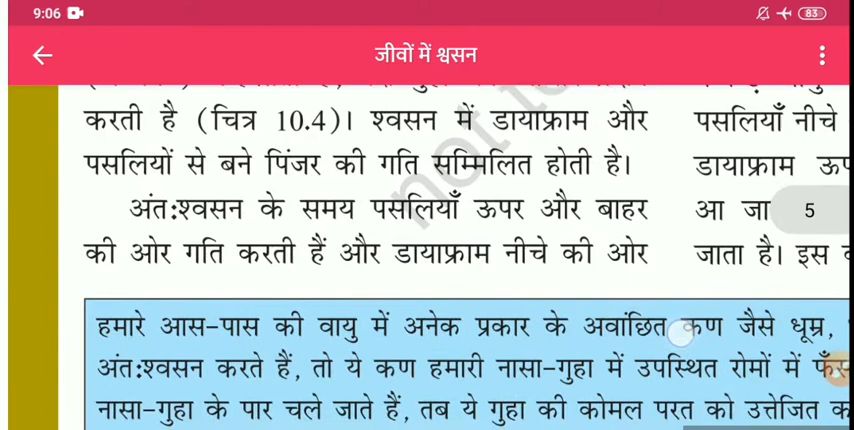 9:06
83
जीवों में श्वसन
करती है (चित्र 10.4)। श्वसन में डायाफ्राम और
पसलियों से बने पिंजर की गति सम्मिलित होती है।
अंत:श्वसन के समय पसलियाँ ऊपर और बाहर
की ओर गति करती हैं और डायाफ्राम नीचे की ओर
पसलियाँ नीचे
डायाफ्राम
आ जा
जाता है। इस
5
हमारे आस-पास की वायु में अनेक प्रकार के अवांछित कण जैसे धूम्र,
अंत:श्वसन करते हैं, तो ये कण हमारी नासा-गुहा में उपस्थित रोमों में
नासा-गुहा के पार चले जाते हैं, तब ये गुहा की कोमल परत को उत्तेजित
not